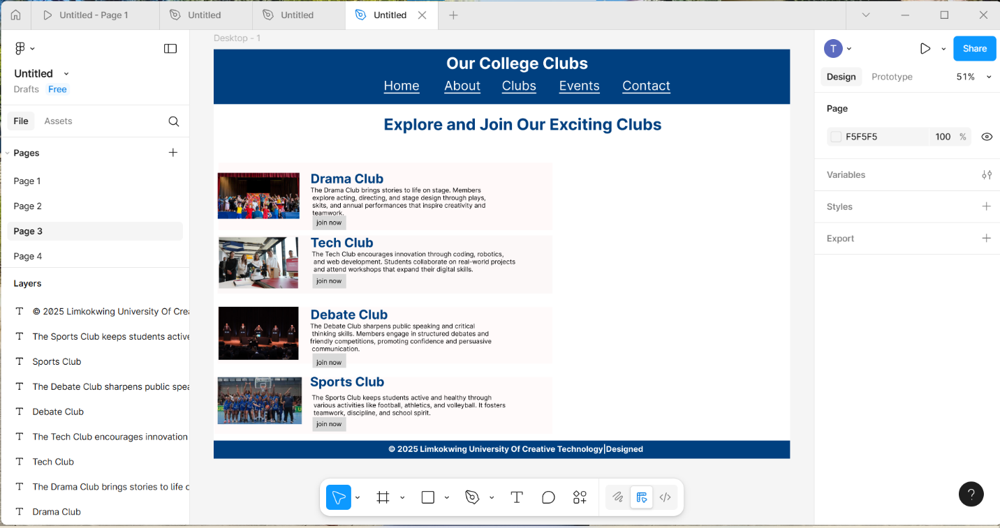 Untitled - Page 1
Untitled
Untitled
Untitled
Untitled
Drafts Free
File Assets
Pages
Page 1
Page 2
Page 3
Page 4
Layers
© 2025 Limkokwing University Of Crea
The Sports Club keeps students active
Sports Club
The Debate Club sharpens public spea
Debate Club
The Tech Club encourages innovation
Tech Club
The Drama Club brings stories to life o
Drama Club
Desktop - 1
Our College Clubs
Home About Clubs Events Contact
Explore and Join Our Exciting Clubs
Drama Club
The Drama Club brings stories to life on stage. Members
explore acting, directing, and stage design through plays,
skits, and annual performances that inspire creativity and
teamwork.
join now
Tech Club
The Tech Club encourages innovation through coding, robotics,
and web development. Students collaborate on real-world projects
and attend workshops that expand their digital skills.
join now
Debate Club
The Debate Club sharpens public speaking and critical
thinking skills. Members engage in structured debates and
friendly competitions, promoting confidence and persuasive
communication.
join now
Sports Club
The Sports Club keeps students active and healthy through
various activities like football, athletics, and volleyball. It fosters
teamwork, discipline, and school spirit.
join now
© 2025 Limkokwing University Of Creative Technology|Designed
T
Share
Design Prototype 51%
Page
F5F5F5 100 %
Variables
Styles
Export
?